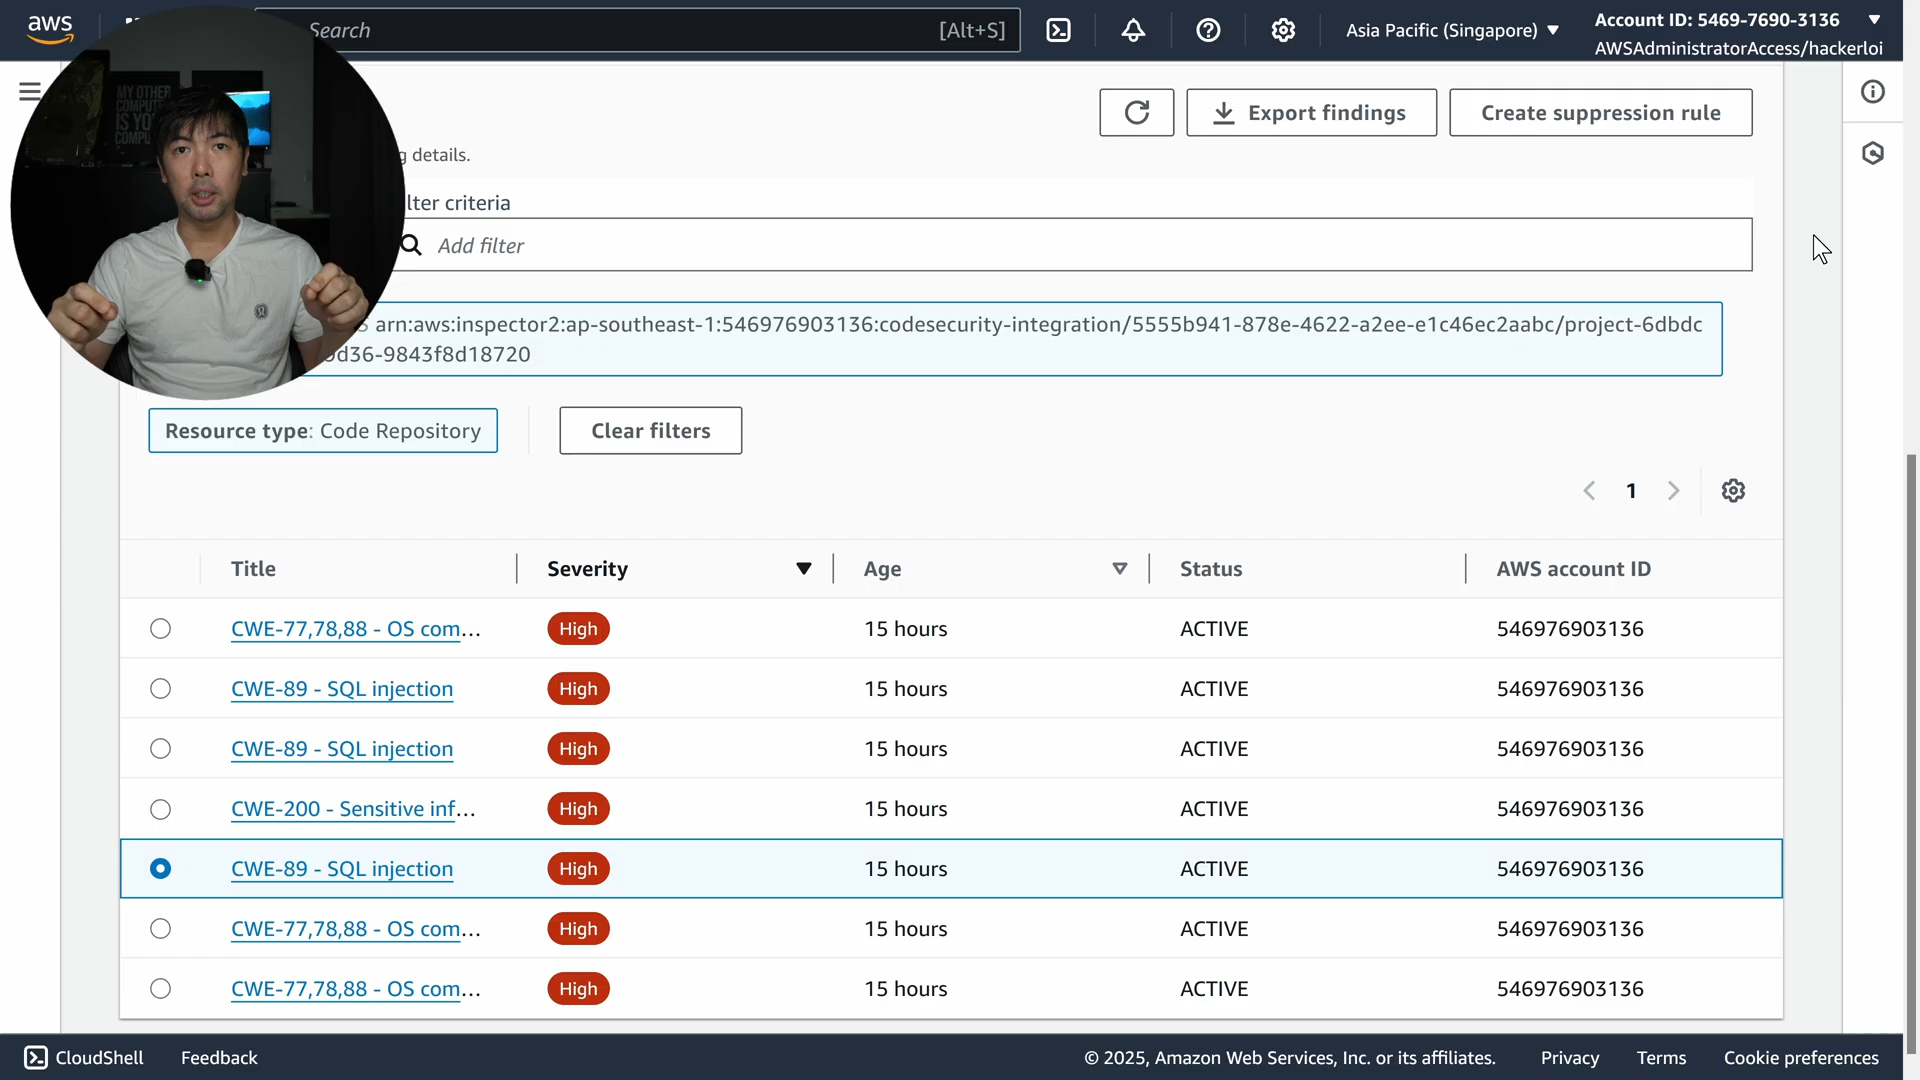 aws
Search [Alt+S] Asia Pacific (Singapore) Account ID: 5469-7690-3136
AWSAdministratorAccess/hackerloi
MY OTHER
COMPUTER
IS YO
COMPU
Export findings Create suppression rule
g details.
lter criteria
Add filter
arn:aws:inspector2:ap-southeast-1:546976903136:codesecurity-integration/5555b941-878e-4622-a2ee-e1c46ec2aabc/project-6dbdc
d36-9843f8d18720
Resource type: Code Repository Clear filters
1
Title Severity Age Status AWS account ID
CWE-77,78,88 - OS com... High 15 hours ACTIVE 546976903136
CWE-89 - SQL injection High 15 hours ACTIVE 546976903136
CWE-89 - SQL injection High 15 hours ACTIVE 546976903136
CWE-200 - Sensitive inf... High 15 hours ACTIVE 546976903136
CWE-89 - SQL injection High 15 hours ACTIVE 546976903136
CWE-77,78,88 - OS com... High 15 hours ACTIVE 546976903136
CWE-77,78,88 - OS com... High 15 hours ACTIVE 546976903136
CloudShell Feedback © 2025, Amazon Web Services, Inc. or its affiliates. Privacy Terms Cookie preferences